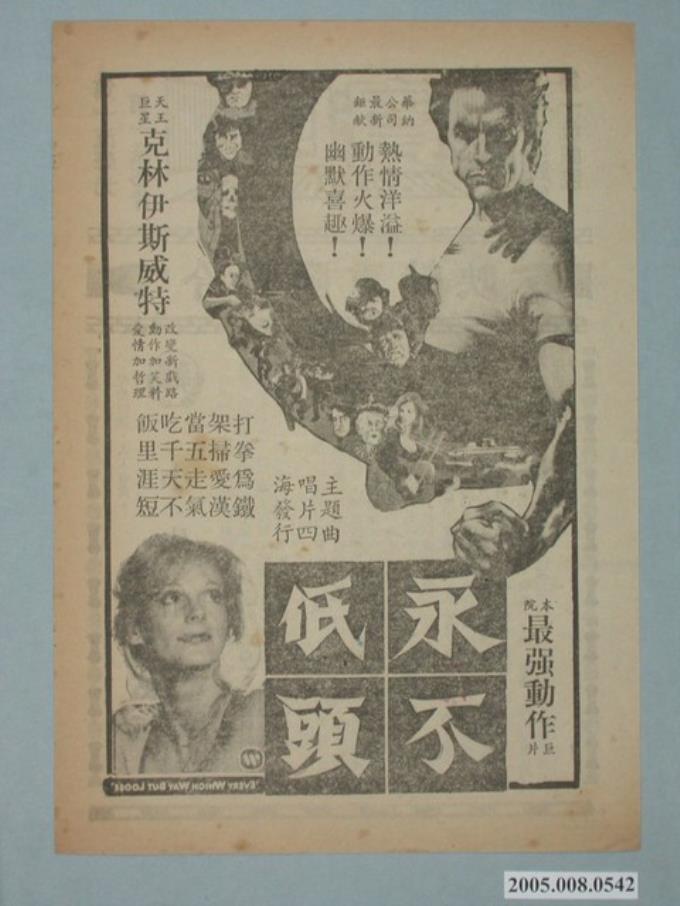 華納
公司
最新
鉅獻
熱情洋溢！
動作火爆！
幽默喜趣！
天王
巨星
克林伊斯威特
改變新戲路
動作加笑料
愛情加哲理
打架當吃飯
拳掃五千里
爲愛走天涯
鐵漢氣不短
主題曲
唱片四
海發行
永不
低頭
本院
最强動作
巨片
"EVERY WHICH WAY BUT LOOSE"
2005.008.0542